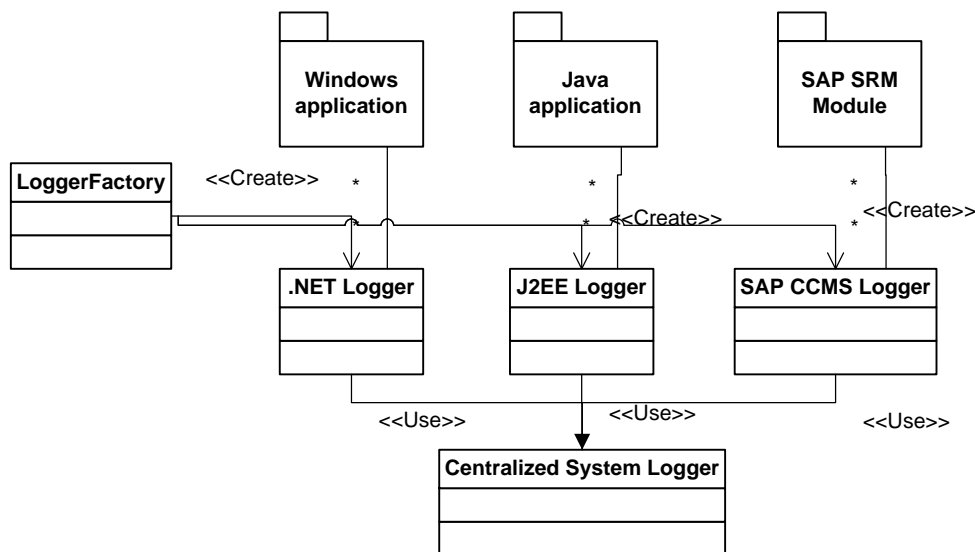 Windows
application
Java
application
SAP SRM
Module
LoggerFactory
<<Create>>
*
*
*
<<Create>>
<<Create>>
*
*
*
.NET Logger
J2EE Logger
SAP CCMS Logger
<<Use>>
<<Use>>
<<Use>>
Centralized System Logger